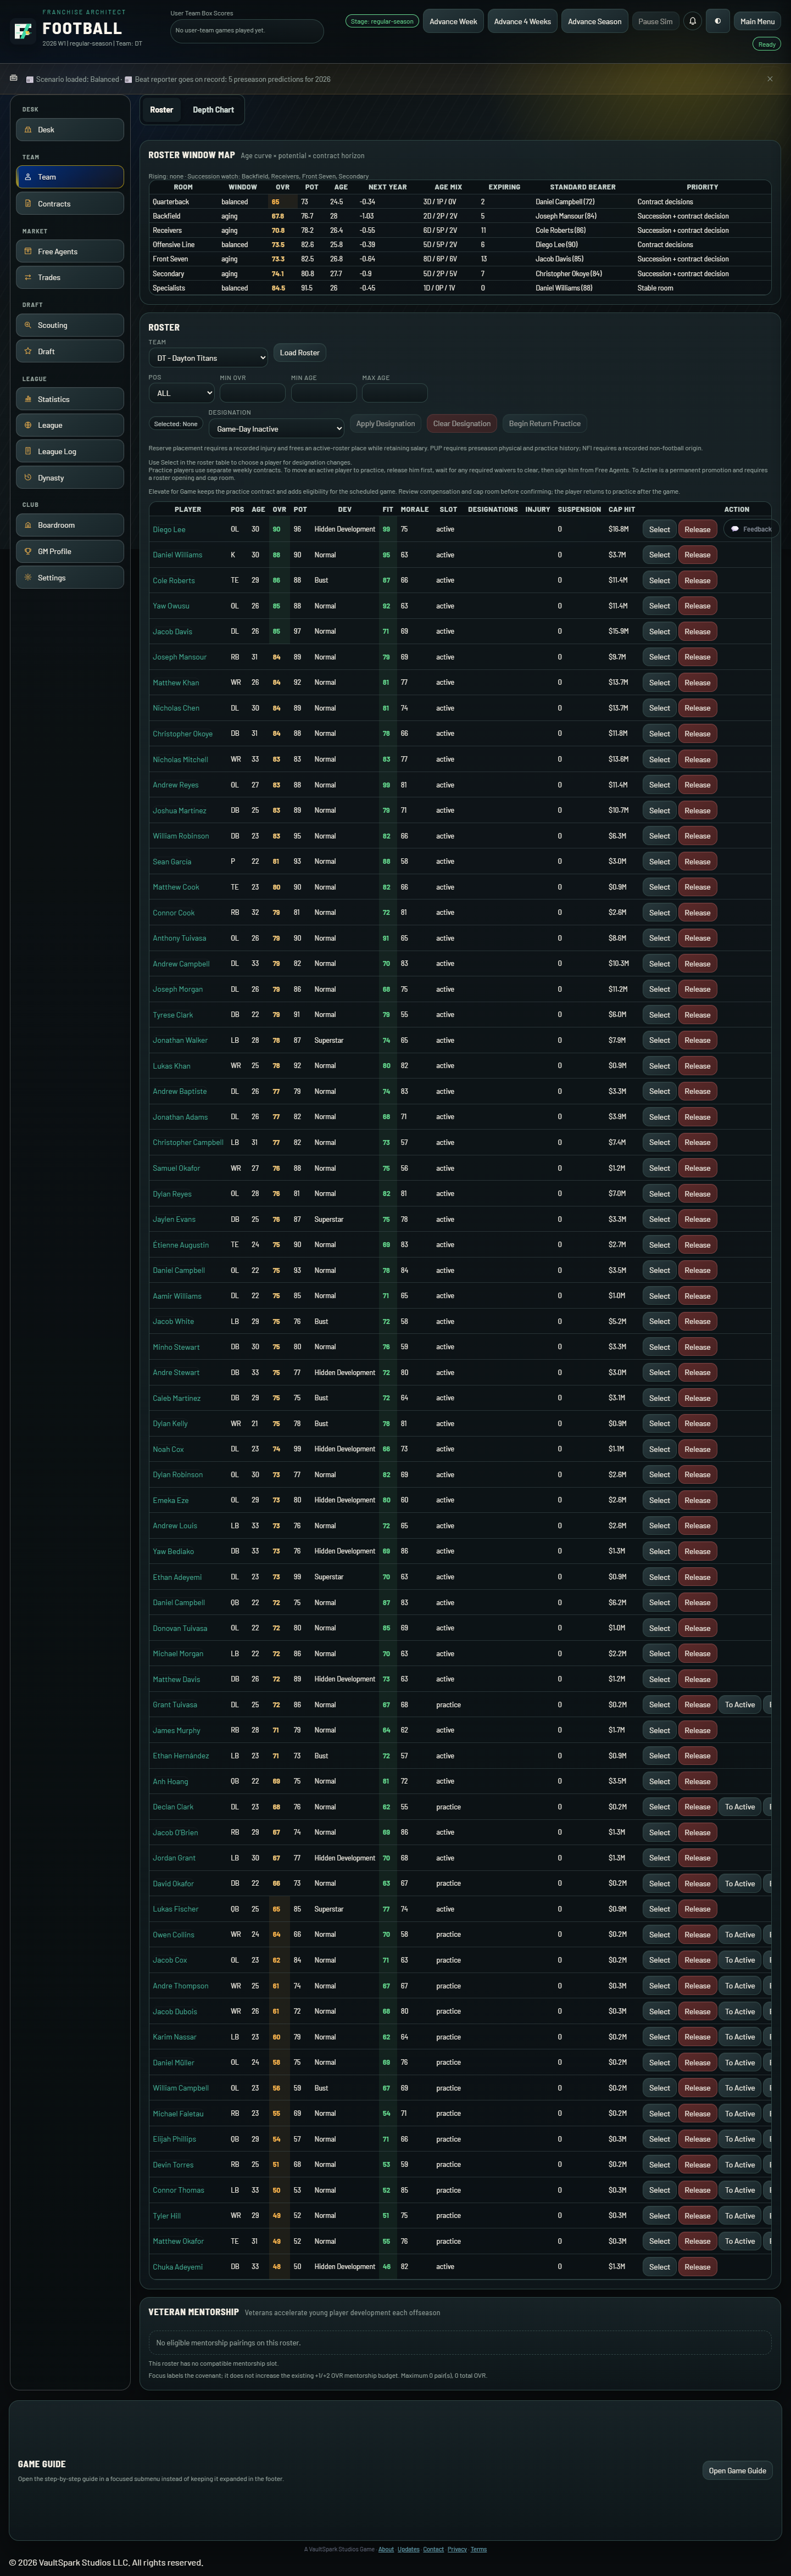 FRANCHISE ARCHITECT
FOOTBALL
2026 W1 | regular-season | Team: DT
User Team Box Scores
No user-team games played yet.
Stage: regular-season
Advance Week
Advance 4 Weeks
Advance Season
Pause Sim
Main Menu
Ready
Scenario loaded: Balanced · Beat reporter goes on record: 5 preseason predictions for 2026
DESK
Desk
TEAM
Team
Contracts
MARKET
Free Agents
Trades
DRAFT
Scouting
Draft
LEAGUE
Statistics
League
League Log
Dynasty
CLUB
Boardroom
GM Profile
Settings
Roster
Depth Chart
ROSTER WINDOW MAP Age curve + potential + contract horizon
Rising: none · Succession watch: Backfield, Receivers, Front Seven, Secondary
ROOM WINDOW OVR POT AGE NEXT YEAR AGE MIX EXPIRING STANDARD BEARER PRIORITY
Quarterback balanced 65 73 24.5 -0.34 3D / 1P / 0V 2 Daniel Campbell (72) Contract decisions
Backfield aging 67.8 76.7 28 -1.03 2D / 2P / 2V 5 Joseph Mansour (84) Succession + contract decision
Receivers aging 70.8 78.2 26.4 -0.55 6D / 5P / 2V 11 Cole Roberts (86) Succession + contract decision
Offensive Line balanced 73.5 82.6 25.8 -0.39 6D / 5P / 2V 6 Diego Lee (90) Contract decisions
Front Seven aging 73.3 82.5 26.8 -0.64 8D / 6P / 6V 13 Jacob Davis (85) Succession + contract decision
Secondary aging 74.1 80.8 27.7 -0.9 5D / 2P / 5V 7 Christopher Okoye (84) Succession + contract decision
Specialists balanced 84.5 91.5 26 -0.45 1D / 0P / 1V 0 Daniel Williams (88) Stable room
ROSTER
TEAM
DT - Dayton Titans
Load Roster
POS MIN OVR MIN AGE MAX AGE
ALL
DESIGNATION
Selected: None
Game-Day Inactive
Apply Designation
Clear Designation
Begin Return Practice
Reserve placement requires a recorded injury and frees an active-roster place while retaining salary. PUP requires preseason physical and practice history; NFI requires a recorded non-football origin.
Use Select in the roster table to choose a player for designation changes.
Practice players use separate weekly contracts. To move an active player to practice, release him first, wait for any required waivers to clear, then sign him from Free Agents. To Active is a permanent promotion and requires
a roster opening and cap room.
Elevate for Game keeps the practice contract and adds eligibility for the scheduled game. Review compensation and cap room before confirming; the player returns to practice after the game.
PLAYER POS AGE OVR POT DEV FIT MORALE SLOT DESIGNATIONS INJURY SUSPENSION CAP HIT ACTION
Diego Lee OL 30 90 96 Hidden Development 99 75 active 0 $16.8M Select Release
Feedback
Daniel Williams K 30 88 90 Normal 95 63 active 0 $3.7M Select Release
Cole Roberts TE 29 86 88 Bust 87 66 active 0 $11.4M Select Release
Yaw Owusu OL 26 85 88 Normal 92 63 active 0 $11.4M Select Release
Jacob Davis DL 26 85 97 Normal 71 69 active 0 $15.9M Select Release
Joseph Mansour RB 31 84 89 Normal 79 69 active 0 $9.7M Select Release
Matthew Khan WR 26 84 92 Normal 81 77 active 0 $13.7M Select Release
Nicholas Chen DL 30 84 89 Normal 81 74 active 0 $13.7M Select Release
Christopher Okoye DB 31 84 88 Normal 78 66 active 0 $11.8M Select Release
Nicholas Mitchell WR 33 83 83 Normal 83 77 active 0 $13.6M Select Release
Andrew Reyes OL 27 83 88 Normal 99 81 active 0 $11.4M Select Release
Joshua Martinez DB 25 83 89 Normal 79 71 active 0 $10.7M Select Release
William Robinson DB 23 83 95 Normal 82 66 active 0 $6.3M Select Release
Sean Garcia P 22 81 93 Normal 88 58 active 0 $3.0M Select Release
Matthew Cook TE 23 80 90 Normal 82 66 active 0 $0.9M Select Release
Connor Cook RB 32 79 81 Normal 72 81 active 0 $2.6M Select Release
Anthony Tuivasa OL 26 79 90 Normal 91 65 active 0 $8.6M Select Release
Andrew Campbell DL 33 79 82 Normal 70 83 active 0 $10.3M Select Release
Joseph Morgan DL 26 79 86 Normal 68 75 active 0 $11.2M Select Release
Tyrese Clark DB 22 79 91 Normal 79 55 active 0 $6.0M Select Release
Jonathan Walker LB 28 78 87 Superstar 74 65 active 0 $7.9M Select Release
Lukas Khan WR 25 78 92 Normal 80 82 active 0 $0.9M Select Release
Andrew Baptiste DL 26 77 79 Normal 74 83 active 0 $3.3M Select Release
Jonathan Adams DL 26 77 82 Normal 68 71 active 0 $3.9M Select Release
Christopher Campbell LB 31 77 82 Normal 73 57 active 0 $7.4M Select Release
Samuel Okafor WR 27 76 88 Normal 75 56 active 0 $1.2M Select Release
Dylan Reyes OL 28 76 81 Normal 82 81 active 0 $7.0M Select Release
Jaylen Evans DB 25 76 87 Superstar 75 78 active 0 $3.3M Select Release
Étienne Augustin TE 24 75 90 Normal 69 83 active 0 $2.7M Select Release
Daniel Campbell OL 22 75 93 Normal 78 84 active 0 $3.5M Select Release
Aamir Williams DL 22 75 85 Normal 71 65 active 0 $1.0M Select Release
Jacob White LB 29 75 76 Bust 72 58 active 0 $5.2M Select Release
Minho Stewart DB 30 75 80 Normal 76 59 active 0 $3.3M Select Release
Andre Stewart DB 33 75 77 Hidden Development 72 80 active 0 $3.0M Select Release
Caleb Martinez DB 29 75 75 Bust 72 64 active 0 $3.1M Select Release
Dylan Kelly WR 21 75 78 Bust 78 81 active 0 $0.9M Select Release
Noah Cox DL 23 74 99 Hidden Development 66 73 active 0 $1.1M Select Release
Dylan Robinson OL 30 73 77 Normal 82 69 active 0 $2.6M Select Release
Emeka Eze OL 29 73 80 Hidden Development 80 60 active 0 $2.6M Select Release
Andrew Louis LB 33 73 76 Normal 72 65 active 0 $2.6M Select Release
Yaw Bediako DB 33 73 76 Hidden Development 69 86 active 0 $1.3M Select Release
Ethan Adeyemi DL 23 73 99 Superstar 70 63 active 0 $0.9M Select Release
Daniel Campbell QB 22 72 75 Normal 87 83 active 0 $6.2M Select Release
Donovan Tuivasa OL 22 72 80 Normal 85 69 active 0 $1.0M Select Release
Michael Morgan LB 22 72 86 Normal 70 63 active 0 $2.2M Select Release
Matthew Davis DB 26 72 89 Hidden Development 73 63 active 0 $1.2M Select Release
Grant Tuivasa DL 25 72 86 Normal 67 68 practice 0 $0.2M Select Release To Active
James Murphy RB 28 71 79 Normal 64 62 active 0 $1.7M Select Release
Ethan Hernández LB 23 71 73 Bust 72 57 active 0 $0.9M Select Release
Anh Hoang QB 22 69 75 Normal 81 72 active 0 $3.5M Select Release
Declan Clark DL 23 68 76 Normal 62 55 practice 0 $0.2M Select Release To Active
Jacob O'Brien RB 29 67 74 Normal 69 86 active 0 $1.3M Select Release
Jordan Grant LB 30 67 77 Hidden Development 70 68 active 0 $1.3M Select Release
David Okafor DB 22 66 73 Normal 63 67 practice 0 $0.2M Select Release To Active
Lukas Fischer QB 25 65 85 Superstar 77 74 active 0 $0.9M Select Release
Owen Collins WR 24 64 66 Normal 70 58 practice 0 $0.2M Select Release To Active
Jacob Cox OL 23 62 84 Normal 71 63 practice 0 $0.2M Select Release To Active
Andre Thompson WR 25 61 74 Normal 67 67 practice 0 $0.3M Select Release To Active
Jacob Dubois WR 26 61 72 Normal 68 80 practice 0 $0.3M Select Release To Active
Karim Nassar LB 23 60 79 Normal 62 64 practice 0 $0.2M Select Release To Active
Daniel Müller OL 24 58 75 Normal 69 76 practice 0 $0.2M Select Release To Active
William Campbell OL 23 56 59 Bust 67 69 practice 0 $0.2M Select Release To Active
Michael Faletau RB 23 55 69 Normal 54 71 practice 0 $0.2M Select Release To Active
Elijah Phillips QB 29 54 57 Normal 71 66 practice 0 $0.3M Select Release To Active
Devin Torres RB 25 51 68 Normal 53 59 practice 0 $0.2M Select Release To Active
Connor Thomas LB 33 50 53 Normal 52 85 practice 0 $0.3M Select Release To Active
Tyler Hill WR 29 49 52 Normal 51 75 practice 0 $0.3M Select Release To Active
Matthew Okafor TE 31 49 52 Normal 55 76 practice 0 $0.3M Select Release To Active
Chuka Adeyemi DB 33 48 50 Hidden Development 46 82 active 0 $1.3M Select Release
VETERAN MENTORSHIP Veterans accelerate young player development each offseason
No eligible mentorship pairings on this roster.
This roster has no compatible mentorship slot.
Focus labels the covenant; it does not increase the existing +1/+2 OVR mentorship budget. Maximum 0 pair(s), 0 total OVR.
GAME GUIDE
Open the step-by-step guide in a focused submenu instead of keeping it expanded in the footer.
Open Game Guide
A VaultSpark Studios Game · About Updates Contact Privacy Terms
© 2026 VaultSpark Studios LLC. All rights reserved.